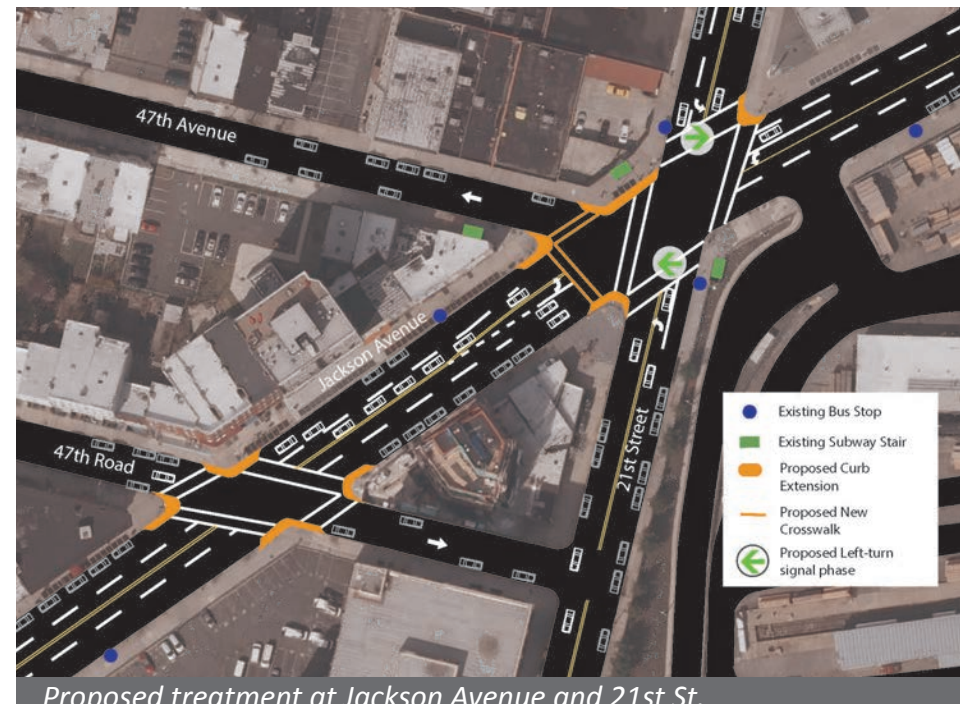 47th Avenue
Jackson Avenue
47th Road
21st Street
Existing Bus Stop
Existing Subway Stair
Proposed Curb
Extension
Proposed New
Crosswalk
Proposed Left-turn
signal phase
Proposed treatment at Jackson Avenue and 21st St.